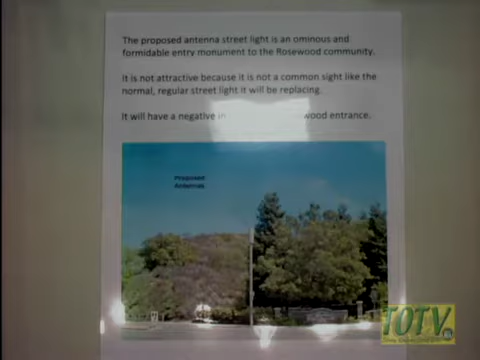 The proposed antenna street light is an ominous and
formidable entry monument to the Rosewood community.
It is not attractive because it is not a common sight like the
normal, regular street light it will be replacing.
It will have a negative in wood entrance.
Proposed
Antennas
TOTV